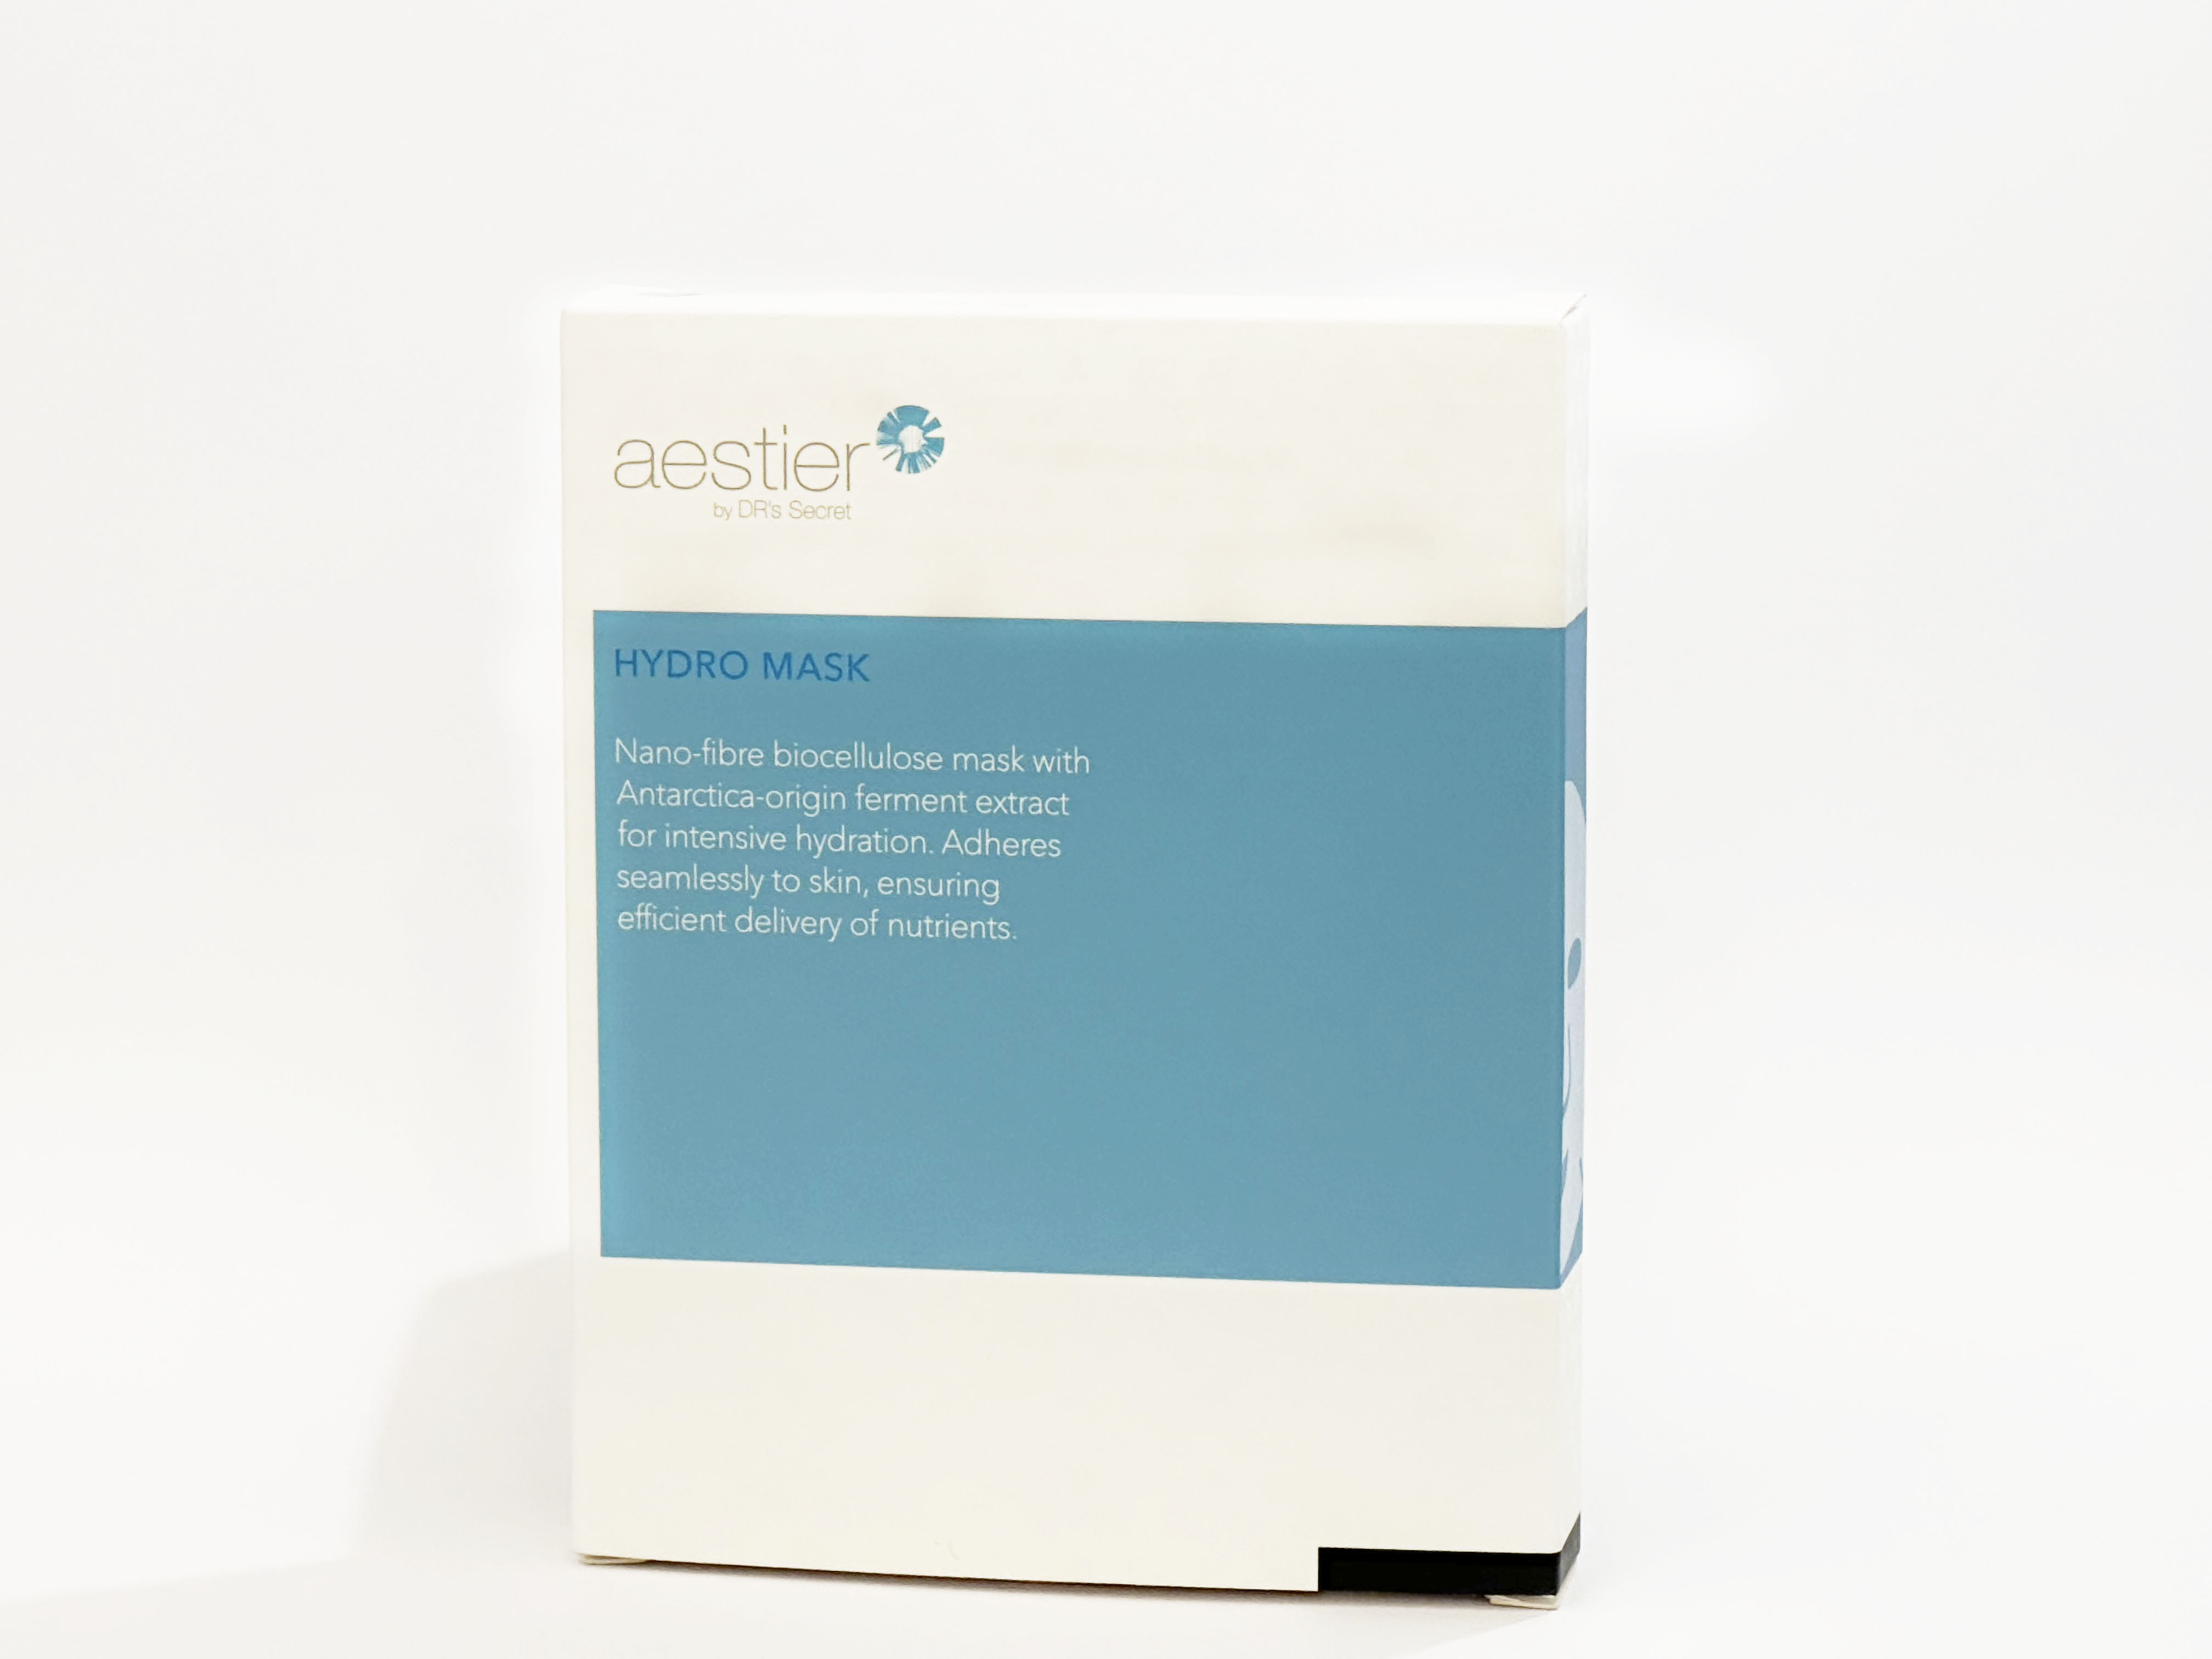 aestier
by DR's Secret
HYDRO MASK
Nano-fibre biocellulose mask with
Antarctica-origin ferment extract
for intensive hydration. Adheres
seamlessly to skin, ensuring
efficient delivery of nutrients.